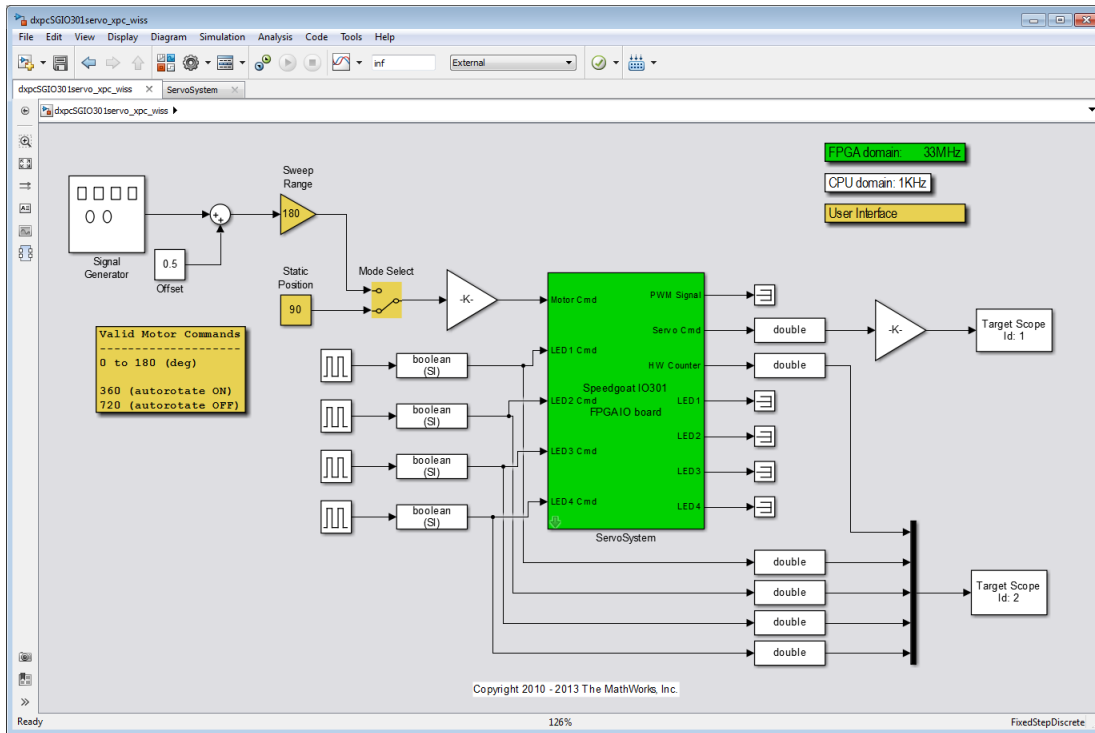 dxpcSGIO301servo_xpc_wiss
File Edit View Display Diagram Simulation Analysis Code Tools Help
inf External
dxpcSGIO301servo_xpc_wiss ServoSystem
dxpcSGIO301servo_xpc_wiss
FPGA domain: 33MHz
CPU domain: 1KHz
User Interface
Sweep
Range
180
Signal
Generator
0.5
Offset
Static
Position
90
Mode Select
-K-
Valid Motor Commands
--------------------
0 to 180 (deg)
360 (autorotate ON)
720 (autorotate OFF)
boolean
(SI)
boolean
(SI)
boolean
(SI)
boolean
(SI)
Motor Cmd
LED1 Cmd
LED2 Cmd
LED3 Cmd
LED4 Cmd
Speedgoat IO301
FPGA IO board
PWM Signal
Servo Cmd
HW Counter
LED1
LED2
LED3
LED4
ServoSystem
double
double
-K-
Target Scope
Id: 1
double
double
double
double
Target Scope
Id: 2
Copyright 2010 - 2013 The MathWorks, Inc.
Ready 126% FixedStepDiscrete